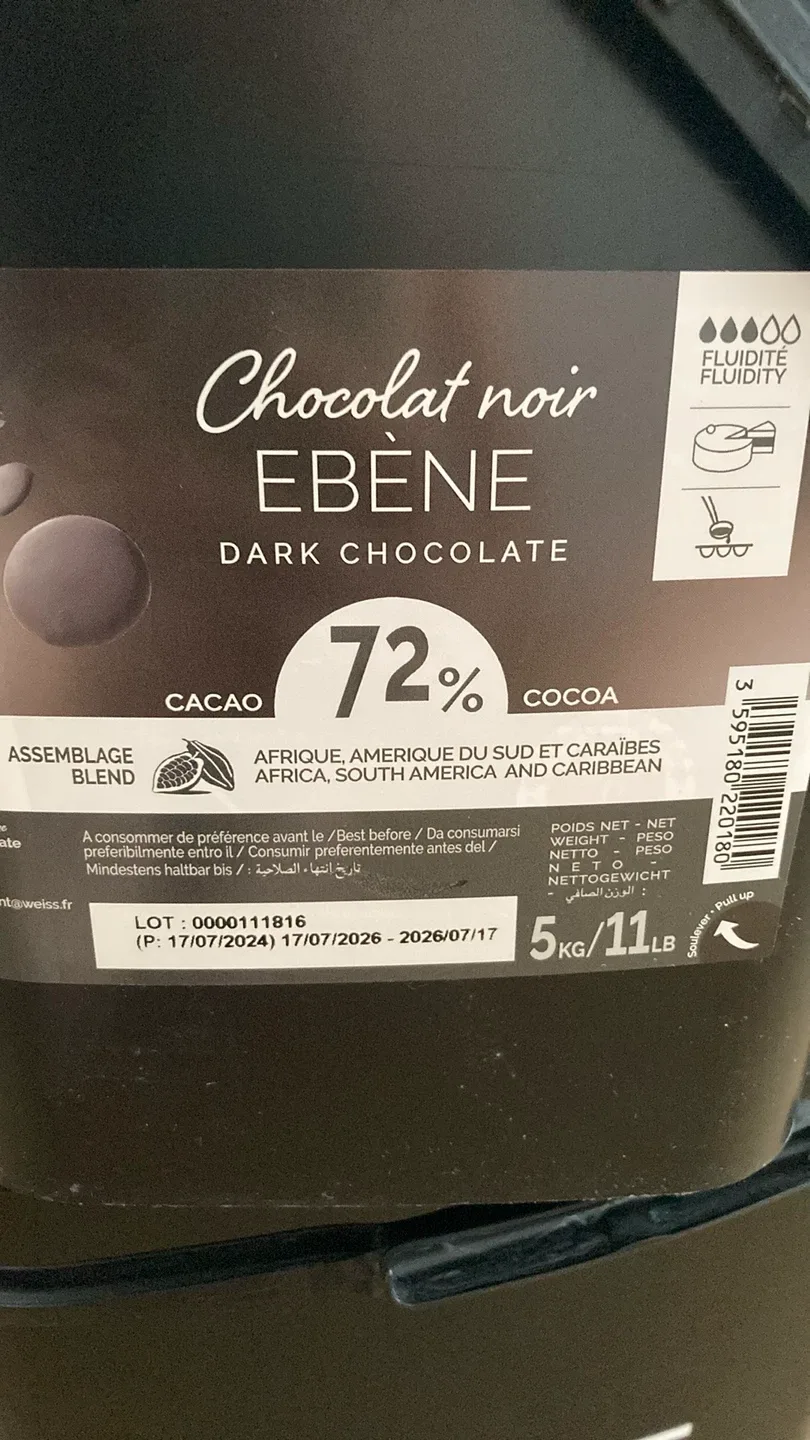 Chocolat noir
EBÈNE
DARK CHOCOLATE
FLUIDITÉ
FLUIDITY
CACAO
72%
COCOA
ASSEMBLAGE
BLEND
AFRIQUE, AMERIQUE DU SUD ET CARAÏBES
AFRICA, SOUTH AMERICA AND CARIBBEAN
3 595180 220180
A consommer de préférence avant le / Best before / Da consumarsi
preferibilmente entro il / Consumir preferentemente antes del /
Mindestens haltbar bis / : تاريخ انتهاء الصلاحية
LOT : 0000111816
(P: 17/07/2024) 17/07/2026 - 2026/07/17
POIDS NET - NET
WEIGHT - PESO
NETTO - PESO
NETO -
NETTOGEWICHT
- الوزن الصافي :
5KG/11LB
Soulever • Pull up
nt@weiss.fr